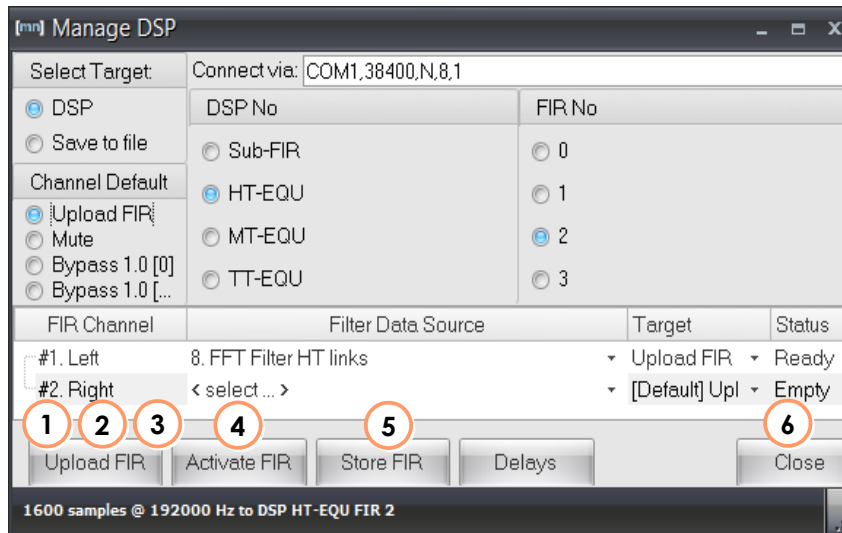 [mn] Manage DSP
Select Target:
Connect via: COM1,38400,N,8,1
DSP
Save to file
DSP No
FIR No
Sub-FIR
0
Channel Default
HT-EQU
1
Upload FIR
Mute
MT-EQU
2
Bypass 1.0 [0]
Bypass 1.0 [...
TT-EQU
3
FIR Channel
Filter Data Source
Target
Status
#1. Left
8. FFT Filter HT links
Upload FIR
Ready
#2. Right
< select ... >
[Default] Upl
Empty
1
2
3
4
5
6
Upload FIR
Activate FIR
Store FIR
Delays
Close
1600 samples @ 192000 Hz to DSP HT-EQU FIR 2